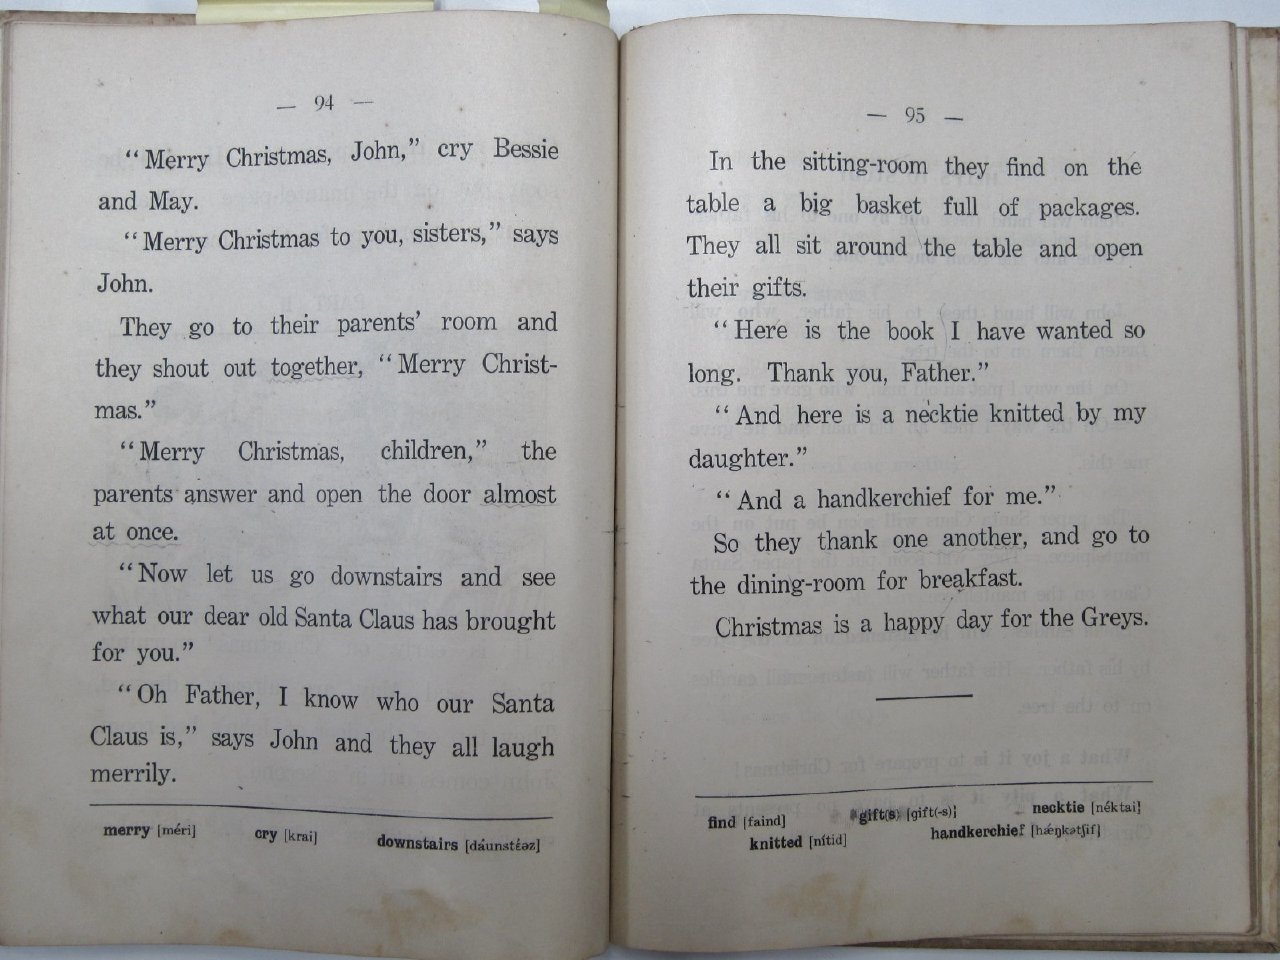 — 94 —
“Merry Christmas, John,” cry Bessie
and May.
“Merry Christmas to you, sisters,” says
John.
They go to their parents’ room and
they shout out together, “Merry Christ-
mas.”
“Merry Christmas, children,” the
parents answer and open the door almost
at once.
“Now let us go downstairs and see
what our dear old Santa Claus has brought
for you.”
“Oh Father, I know who our Santa
Claus is,” says John and they all laugh
merrily.
merry [méri] cry [krai] downstairs [dáunstɛ́əz]
— 95 —
In the sitting-room they find on the
table a big basket full of packages.
They all sit around the table and open
their gifts.
“Here is the book I have wanted so
long. Thank you, Father.”
“And here is a necktie knitted by my
daughter.”
“And a handkerchief for me.”
So they thank one another, and go to
the dining-room for breakfast.
Christmas is a happy day for the Greys.
find [faind] gift(s) [gift(-s)] necktie [néktai]
knitted [nítid] handkerchief [hǽŋkətʃif]